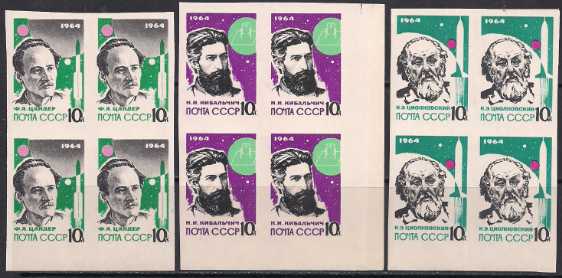 1964 1964
Ф.А. ЦАНДЕР 10к Ф.А. ЦАНДЕР 10к
ПОЧТА СССР ПОЧТА СССР
1964 1964
Ф.А. ЦАНДЕР 10к Ф.А. ЦАНДЕР 10к
ПОЧТА СССР ПОЧТА СССР
1964 1964
Н.И. КИБАЛЬЧИЧ 10к Н.И. КИБАЛЬЧИЧ 10к
ПОЧТА СССР ПОЧТА СССР
1964 1964
Н.И. КИБАЛЬЧИЧ 10к Н.И. КИБАЛЬЧИЧ 10к
ПОЧТА СССР ПОЧТА СССР
1964 1964
К.Э. ЦИОЛКОВСКИЙ 10к К.Э. ЦИОЛКОВСКИЙ 10к
ПОЧТА СССР ПОЧТА СССР
1964 1964
К.Э. ЦИОЛКОВСКИЙ 10к К.Э. ЦИОЛКОВСКИЙ 10к
ПОЧТА СССР ПОЧТА СССР